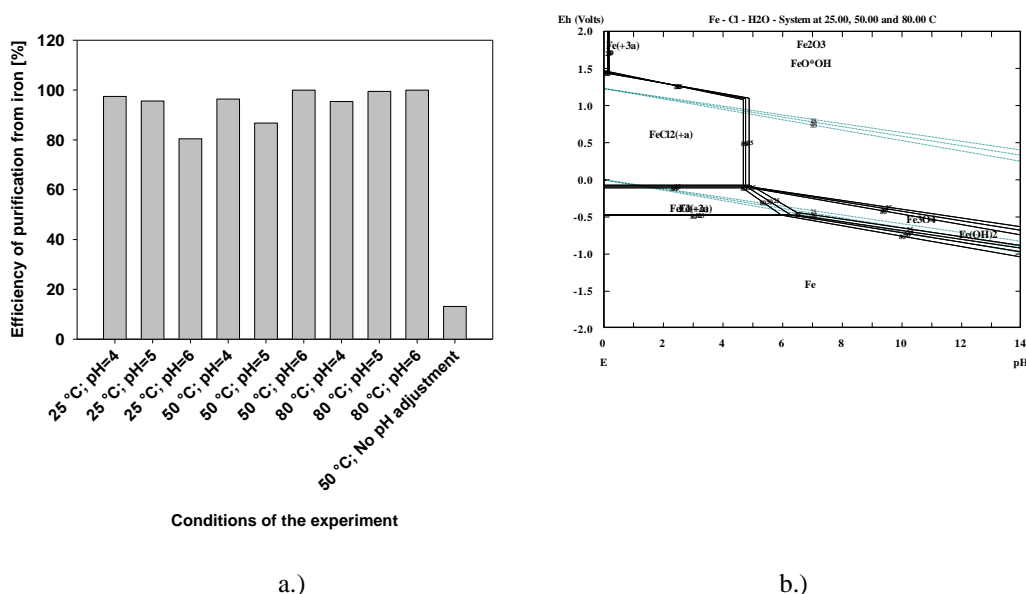 120
100
80
60
40
20
0
Efficiency of purification from iron [%]
25 °C; pH=4
25 °C; pH=5
25 °C; pH=6
50 °C; pH=4
50 °C; pH=5
50 °C; pH=6
80 °C; pH=4
80 °C; pH=5
80 °C; pH=6
50 °C; No pH adjustment
Conditions of the experiment
a.)
Eh (Volts)
Fe - Cl - H2O - System at 25.00, 50.00 and 80.00 C
2.0
1.5
1.0
0.5
0.0
-0.5
-1.0
-1.5
-2.0
Fe(+3a)
Fe2O3
FeO*OH
FeCl2(+a)
Fe3O4
Fe(OH)2
Fe
0
2
4
6
8
10
12
14
E
pH
b.)